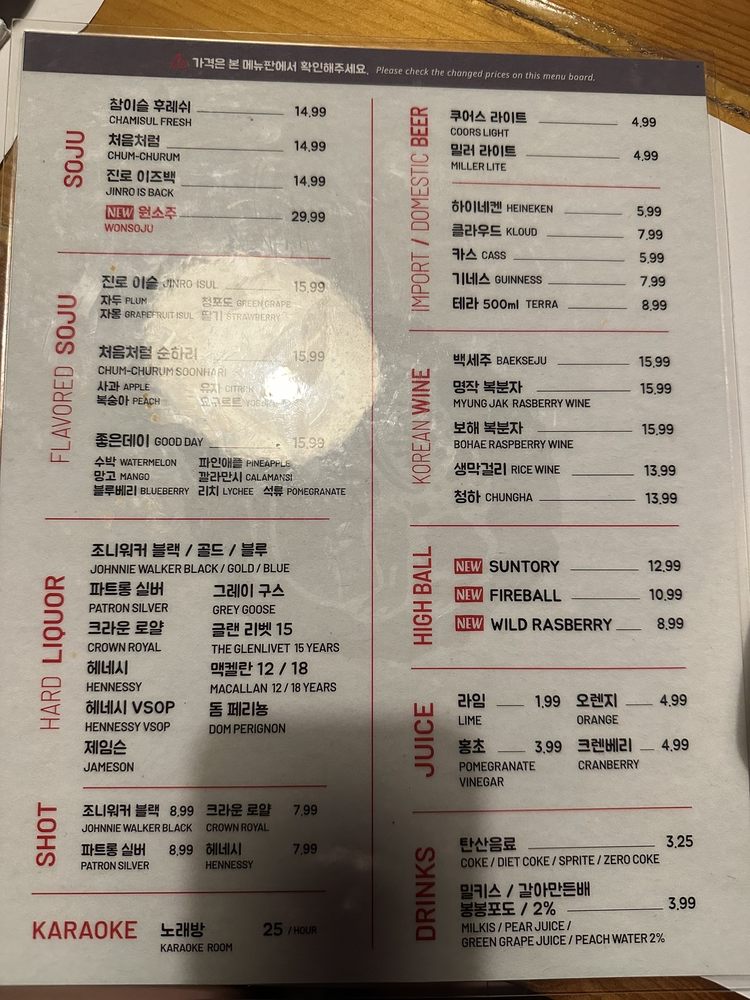 가격은 본 메뉴판에서 확인해주세요. Please check the changed prices on this menu board.
SOJU
참이슬 후레쉬 14.99
CHAMISUL FRESH
처음처럼 14.99
CHUM-CHURUM
진로 이즈백 14.99
JINRO IS BACK
NEW 원소주 29.99
WONSOJU
FLAVORED SOJU
진로 이슬 JINRO ISUL 15.99
자두 PLUM 청포도 GREEN GRAPE
자몽 GRAPEFRUIT ISUL 딸기 STRAWBERRY
처음처럼 순하리 15.99
CHUM-CHURUM SOONHARI
사과 APPLE 유자 CITRON
복숭아 PEACH 요구르트
좋은데이 GOOD DAY 15.99
수박 WATERMELON 파인애플 PINEAPPLE
망고 MANGO 깔라만시 CALAMANSI
블루베리 BLUEBERRY 리치 LYCHEE 석류 POMEGRANATE
HARD LIQUOR
조니워커 블랙 / 골드 / 블루
JOHNNIE WALKER BLACK / GOLD / BLUE
파트롱 실버 그레이 구스
PATRON SILVER GREY GOOSE
크라운 로얄 글랜 리벳 15
CROWN ROYAL THE GLENLIVET 15 YEARS
헤네시 맥켈란 12 / 18
HENNESSY MACALLAN 12 / 18 YEARS
헤네시 VSOP 돔 페리뇽
HENNESSY VSOP DOM PERIGNON
제임슨
JAMESON
SHOT
조니워커 블랙 8.99 크라운 로얄 7.99
JOHNNIE WALKER BLACK CROWN ROYAL
파트롱 실버 8.99 헤네시 7.99
PATRON SILVER HENNESSY
KARAOKE 노래방 25 / HOUR
KARAOKE ROOM
IMPORT / DOMESTIC BEER
쿠어스 라이트 4.99
COORS LIGHT
밀러 라이트 4.99
MILLER LITE
하이네켄 HEINEKEN 5.99
클라우드 KLOUD 7.99
카스 CASS 5.99
기네스 GUINNESS 7.99
테라 500ml TERRA 8.99
KOREAN WINE
백세주 BAEKSEJU 15.99
명작 복분자 15.99
MYUNG JAK RASBERRY WINE
보해 복분자 15.99
BOHAE RASPBERRY WINE
생막걸리 RICE WINE 13.99
청하 CHUNGHA 13.99
HIGH BALL
NEW SUNTORY 12.99
NEW FIREBALL 10.99
NEW WILD RASBERRY 8.99
JUICE
라임 1.99 오렌지 4.99
LIME ORANGE
홍초 3.99 크렌베리 4.99
POMEGRANATE CRANBERRY
VINEGAR
DRINKS
탄산음료 3.25
COKE / DIET COKE / SPRITE / ZERO COKE
밀키스 / 갈아만든배
봉봉포도 / 2% 3.99
MILKIS / PEAR JUICE /
GREEN GRAPE JUICE / PEACH WATER 2%